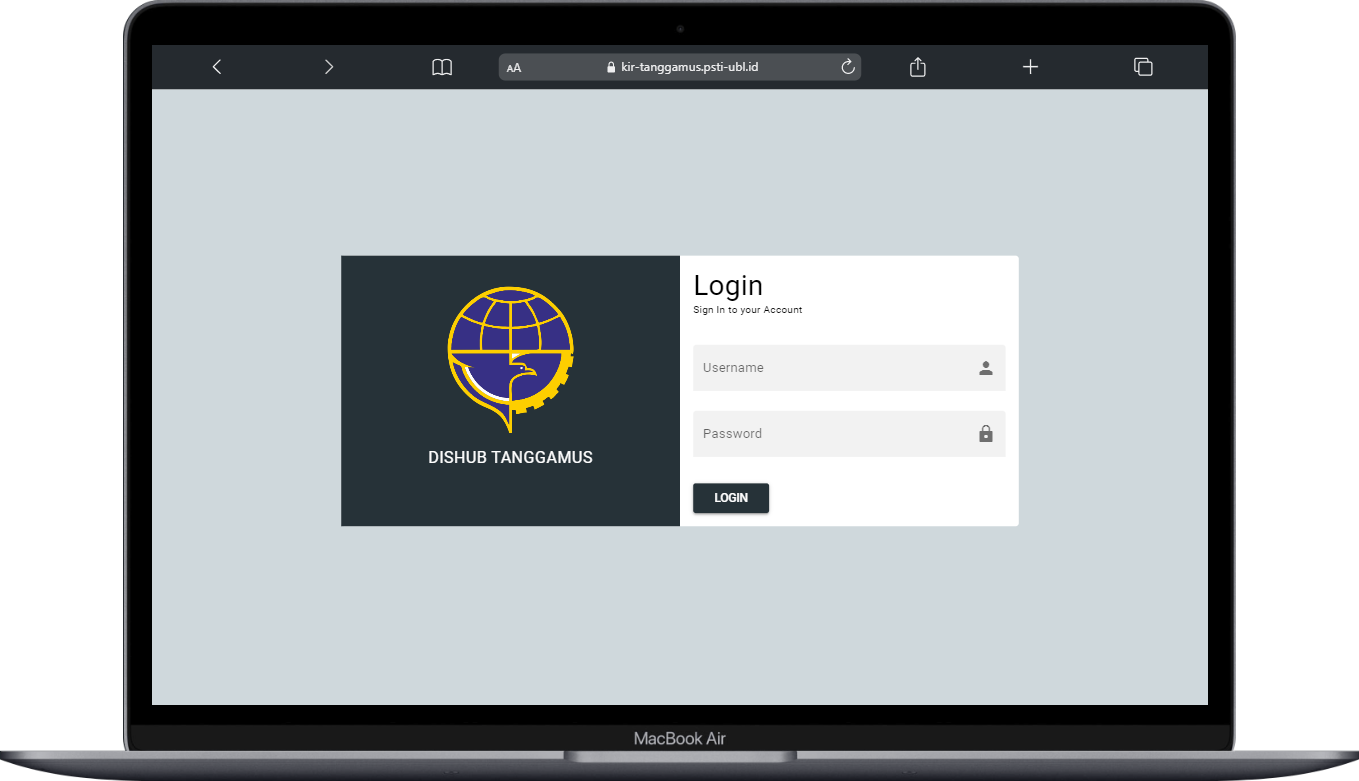 AA
kir-tanggamus.psti-ubl.id
DISHUB TANGGAMUS
Login
Sign In to your Account
Username
Password
LOGIN
MacBook Air